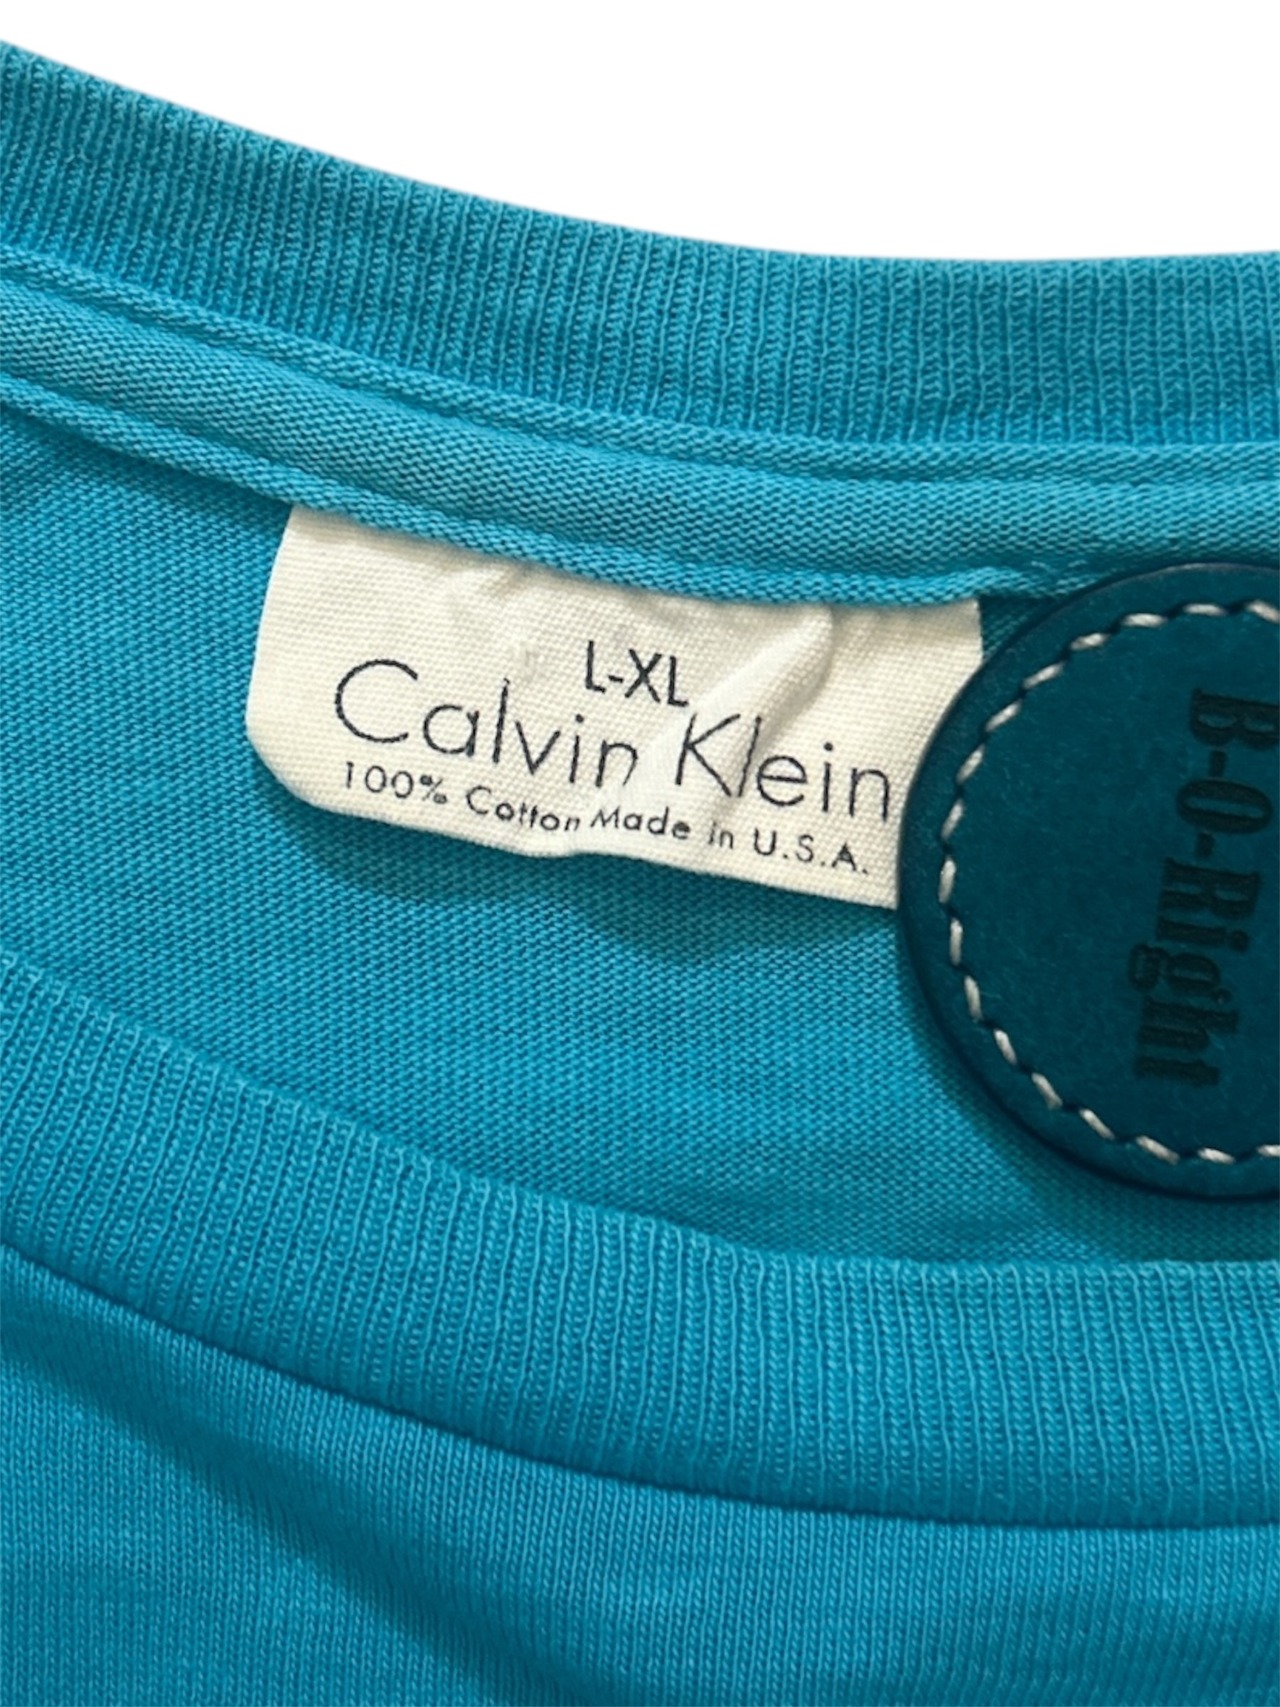 L-XL
Calvin Klein
100% Cotton Made in U.S.A.
B-O-Right